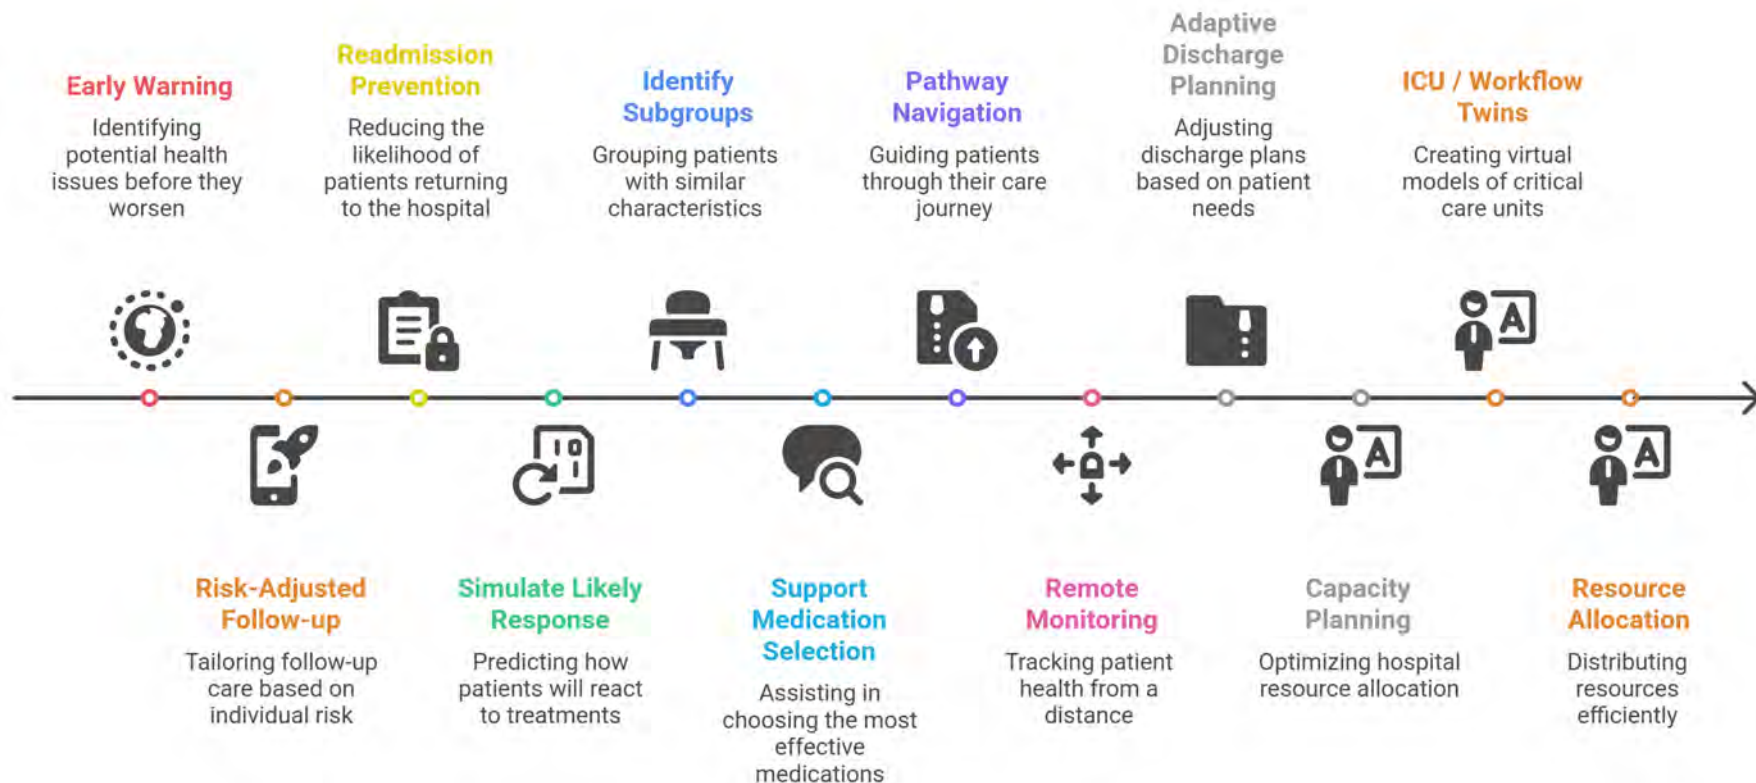 Early Warning
Identifying
potential health
issues before they
worsen
Readmission
Prevention
Reducing the
likelihood of
patients returning
to the hospital
Identify
Subgroups
Grouping patients
with similar
characteristics
Pathway
Navigation
Guiding patients
through their care
journey
Adaptive
Discharge
Planning
Adjusting
discharge plans
based on patient
needs
ICU / Workflow
Twins
Creating virtual
models of critical
care units
A
10
1
A
A
Risk-Adjusted
Follow-up
Tailoring follow-up
care based on
individual risk
Simulate Likely
Response
Predicting how
patients will react
to treatments
Support
Medication
Selection
Assisting in
choosing the most
effective
medications
Remote
Monitoring
Tracking patient
health from a
distance
Capacity
Planning
Optimizing hospital
resource allocation
Resource
Allocation
Distributing
resources
efficiently